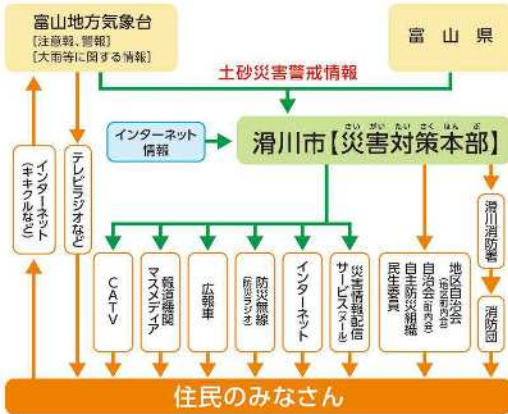 富山地方気象台
[注意報、警報]
[大雨等に関する情報]
富山県
土砂災害警戒情報
インターネット
情報
さいがいたいさくほんぶ
滑川市【災害対策本部】
インターネット
(キキクルなど)
テレビラジオなど
CATV
報道機関
マスメディア
広報車
防災無線
(防災ラジオ)
インターネット
災害情報配信
サービス(メール)
地区自治会
(地区町内会)
自治会(町内会)
自主防災組織
民生委員
滑川消防署
消防団
住民のみなさん